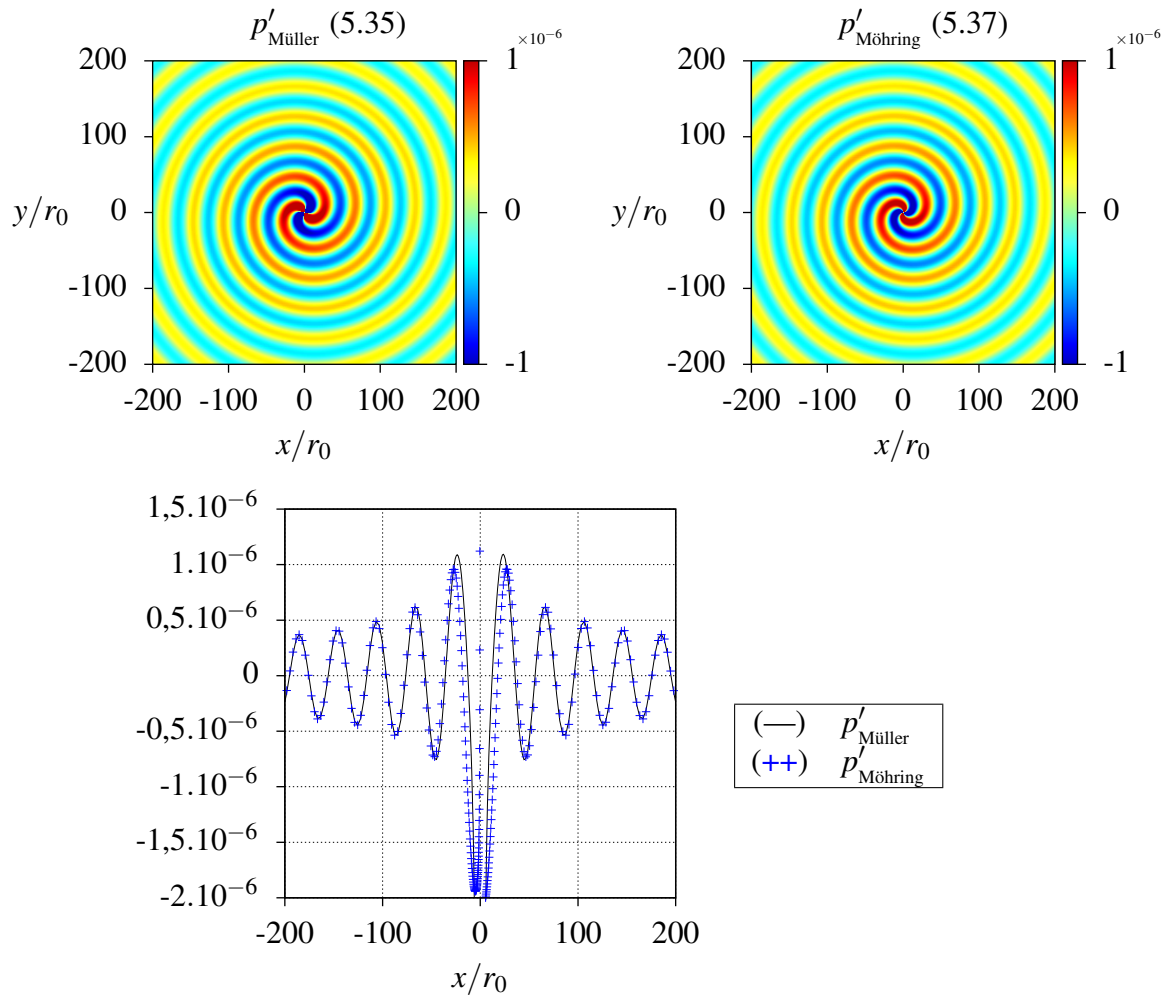 p′Müller (5.35)
1 ×10−6
200
100
0
-100
-200
y/r0
0
-1
-200 -100 0 100 200
x/r0
p′Möhring (5.37)
1 ×10−6
200
100
0
-100
-200
y/r0
0
-1
-200 -100 0 100 200
x/r0
1,5.10−6
1.10−6
0,5.10−6
0
-0,5.10−6
-1.10−6
-1,5.10−6
-2.10−6
-200 -100 0 100 200
x/r0
(—) p′Müller
(++) p′Möhring